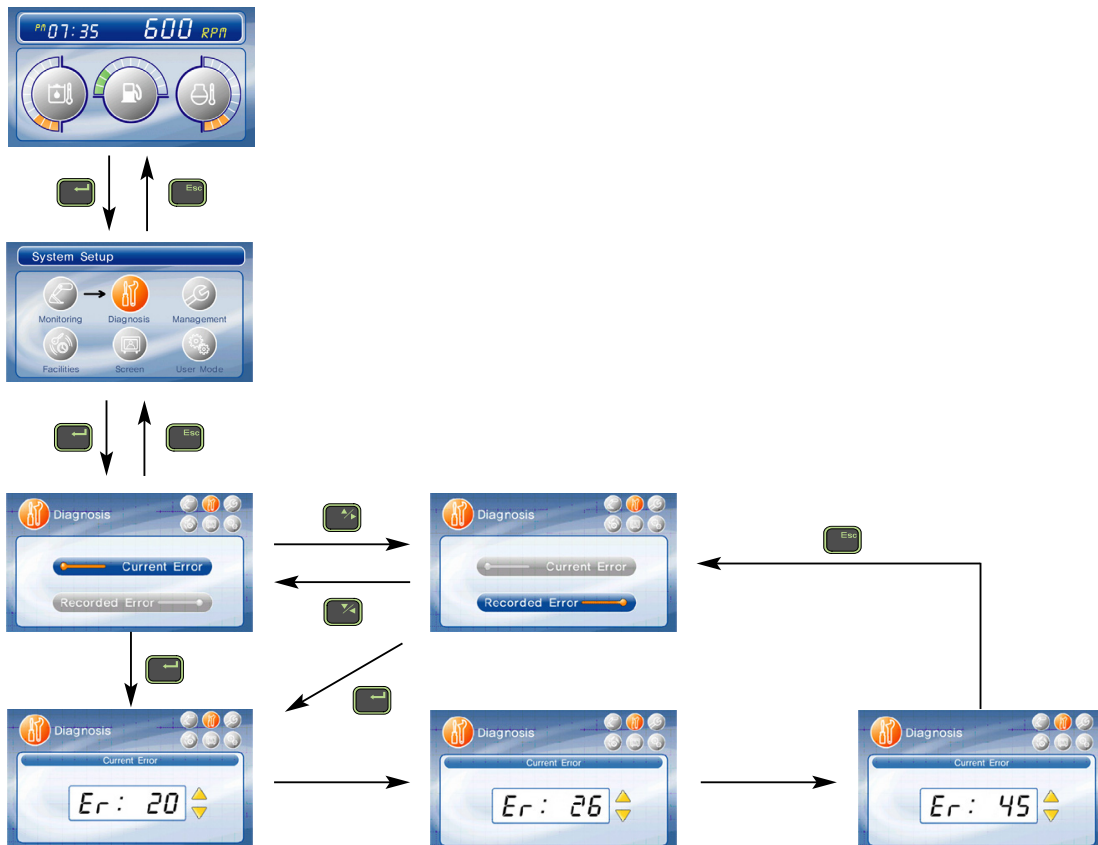 PM 07:35 600 RPM
Esc
System Setup
Monitoring Diagnosis Management
Facilities Screen User Mode
Esc
Diagnosis
Current Error
Recorded Error
Diagnosis
Current Error
Recorded Error
Esc
Diagnosis
Current Error
Er: 20
Diagnosis
Current Error
Er: 26
Diagnosis
Current Error
Er: 45